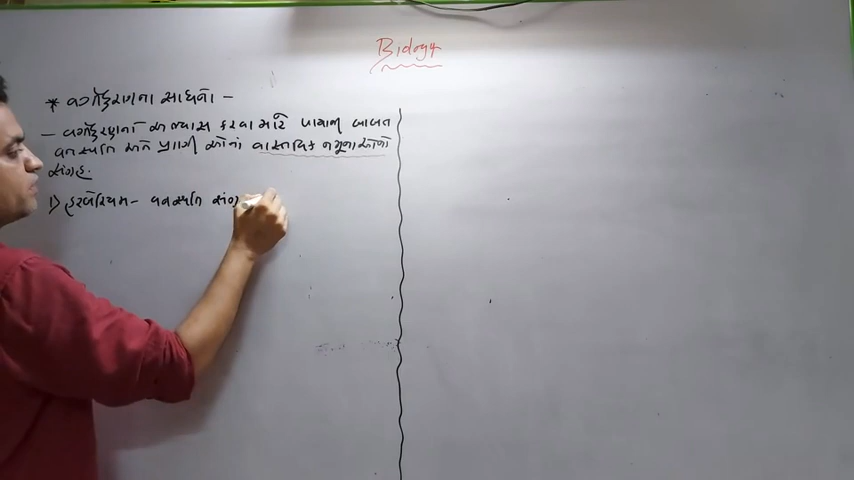 Biology
* વર્ગીકરણના સાધનો -
- વર્ગીકરણનો અભ્યાસ કરવા માટે પાયાની બાબત
વનસ્પતિ અને પ્રાણીઓનો વાસ્તવિક નમૂનાઓનો
સંગ્રહ.
1) હરબેરિયમ - વનસ્પતિ સંગ્ર